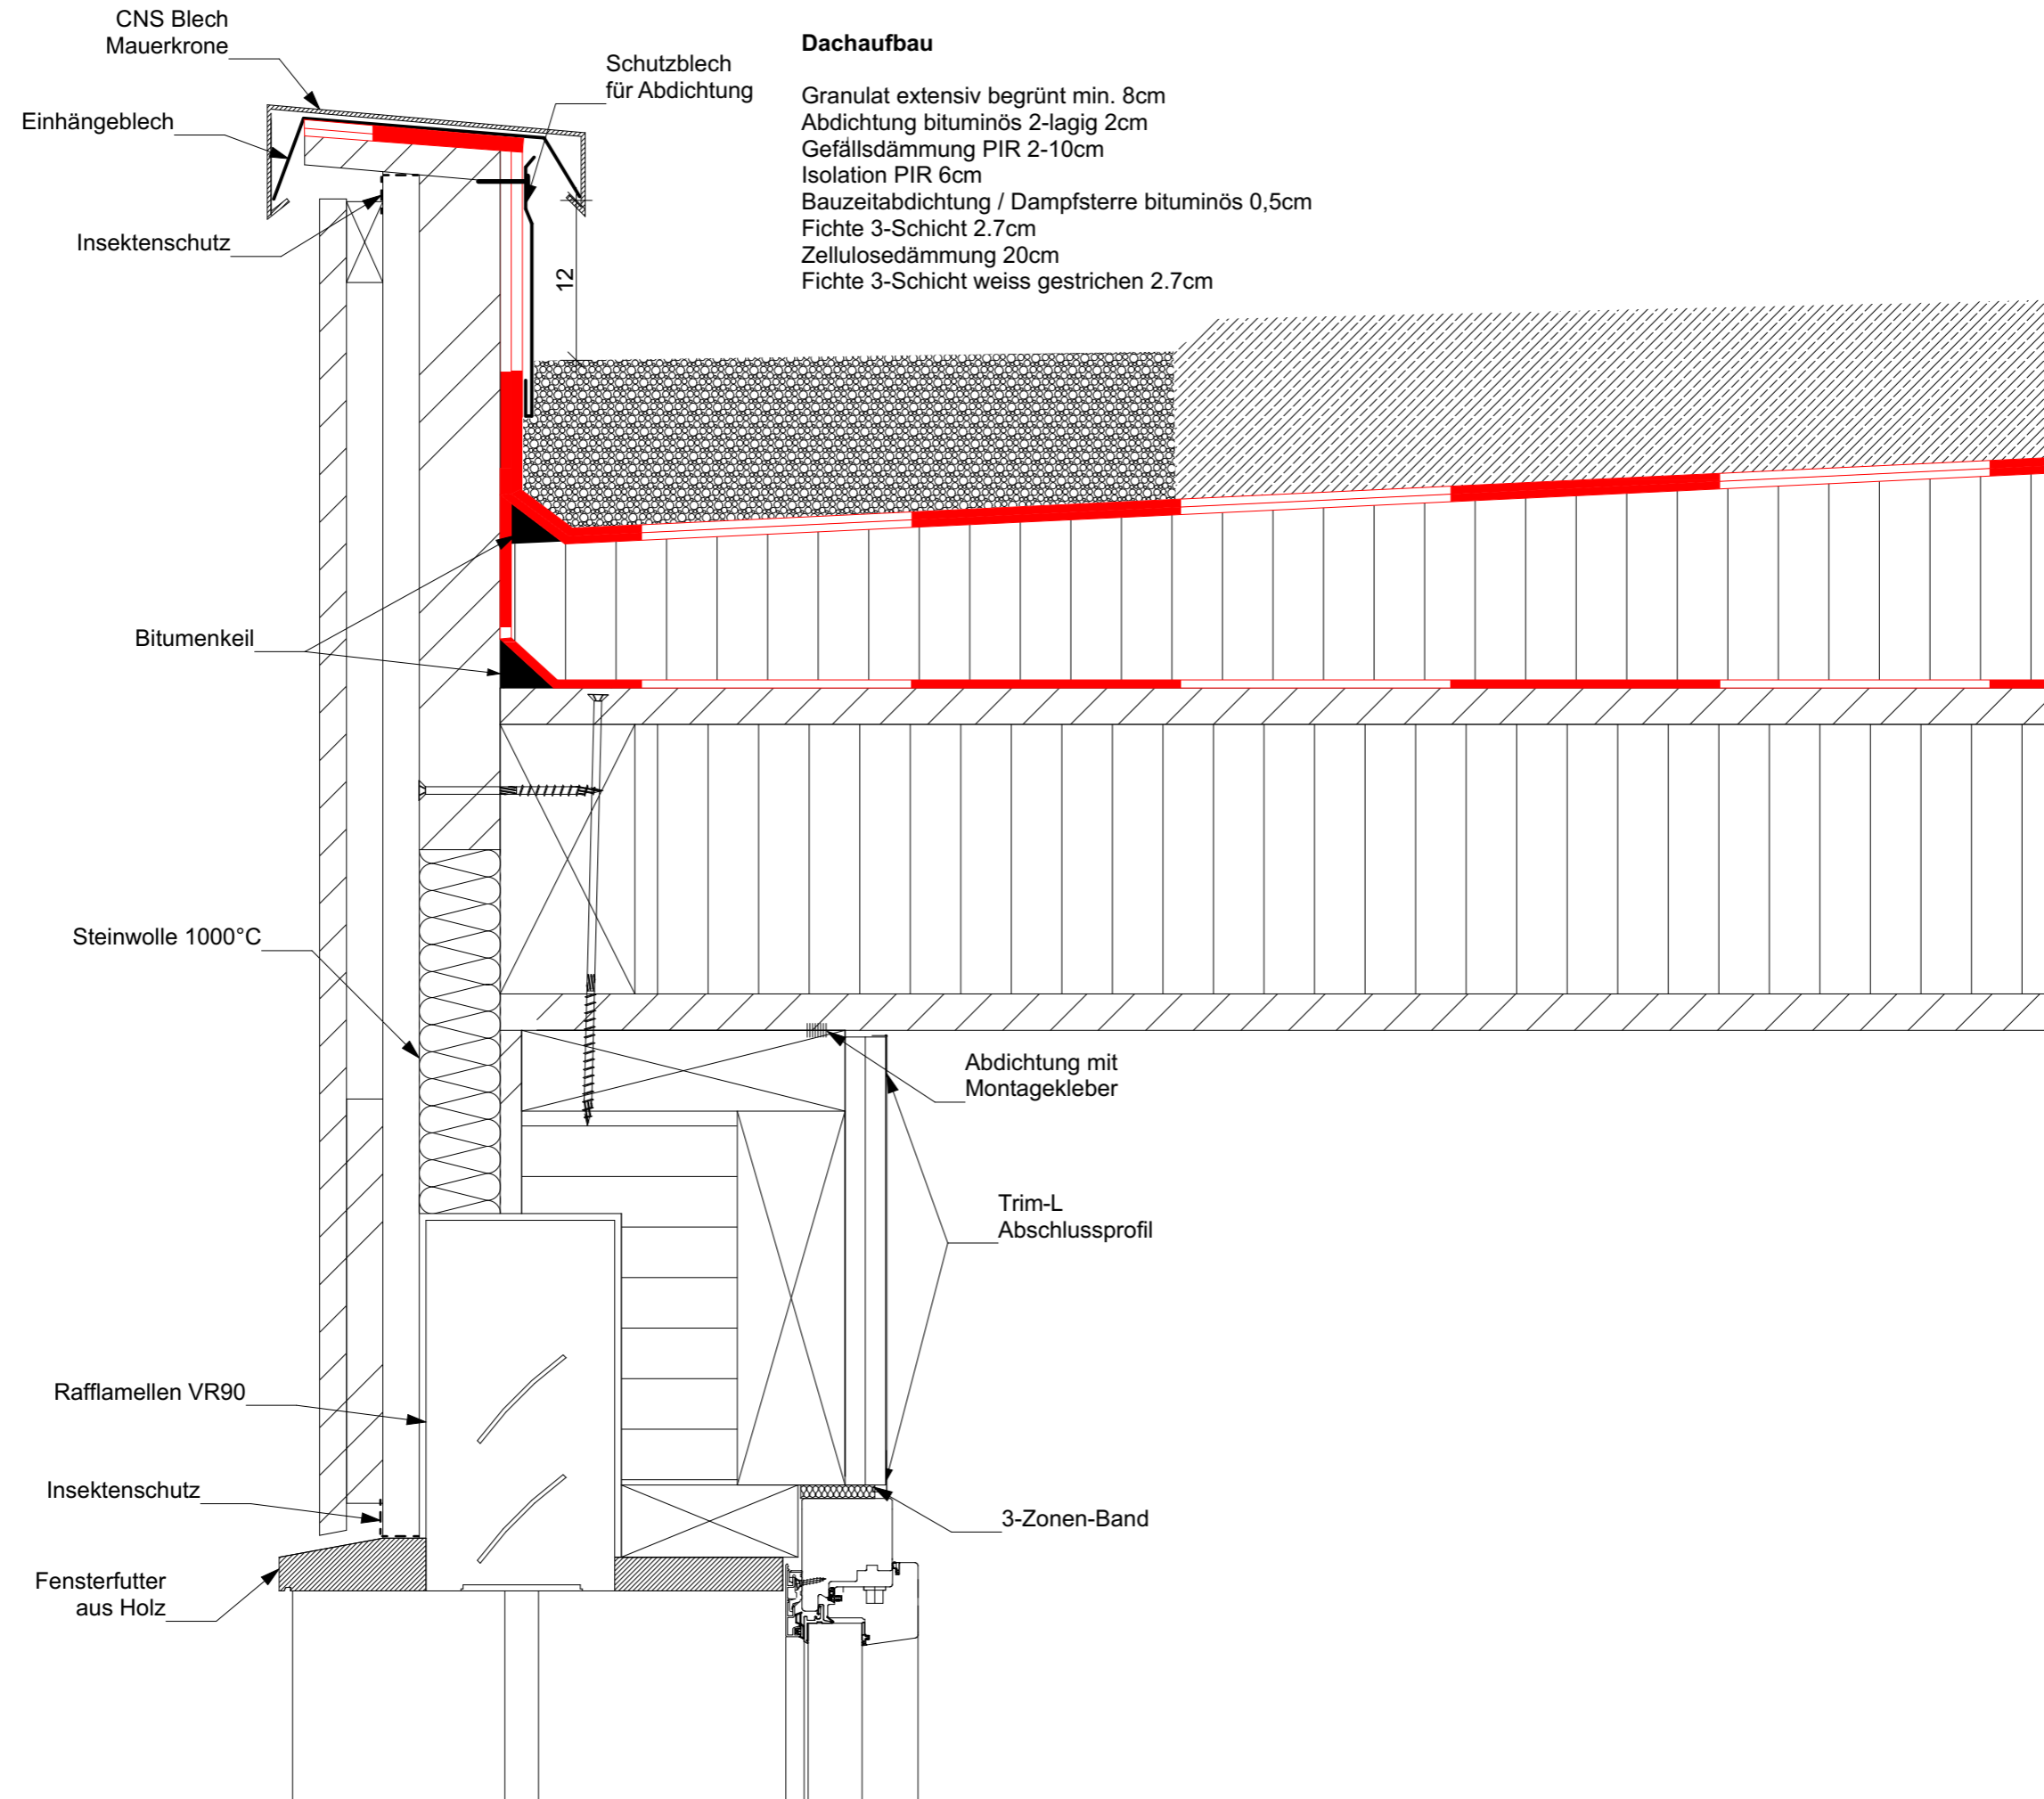 CNS Blech
Mauerkrone
Einhängeblech
Insektenschutz
Schutzblech
für Abdichtung
Dachaufbau
Granulat extensiv begrünt min. 8cm
Abdichtung bituminös 2-lagig 2cm
Gefällsdämmung PIR 2-10cm
Isolation PIR 6cm
Bauzeitabdichtung / Dampfsterre bituminös 0,5cm
Fichte 3-Schicht 2.7cm
Zellulosedämmung 20cm
Fichte 3-Schicht weiss gestrichen 2.7cm
12
Bitumenkeil
Steinwolle 1000°C
Abdichtung mit
Montagekleber
Trim-L
Abschlussprofil
Rafflamellen VR90
Insektenschutz
3-Zonen-Band
Fensterfutter
aus Holz